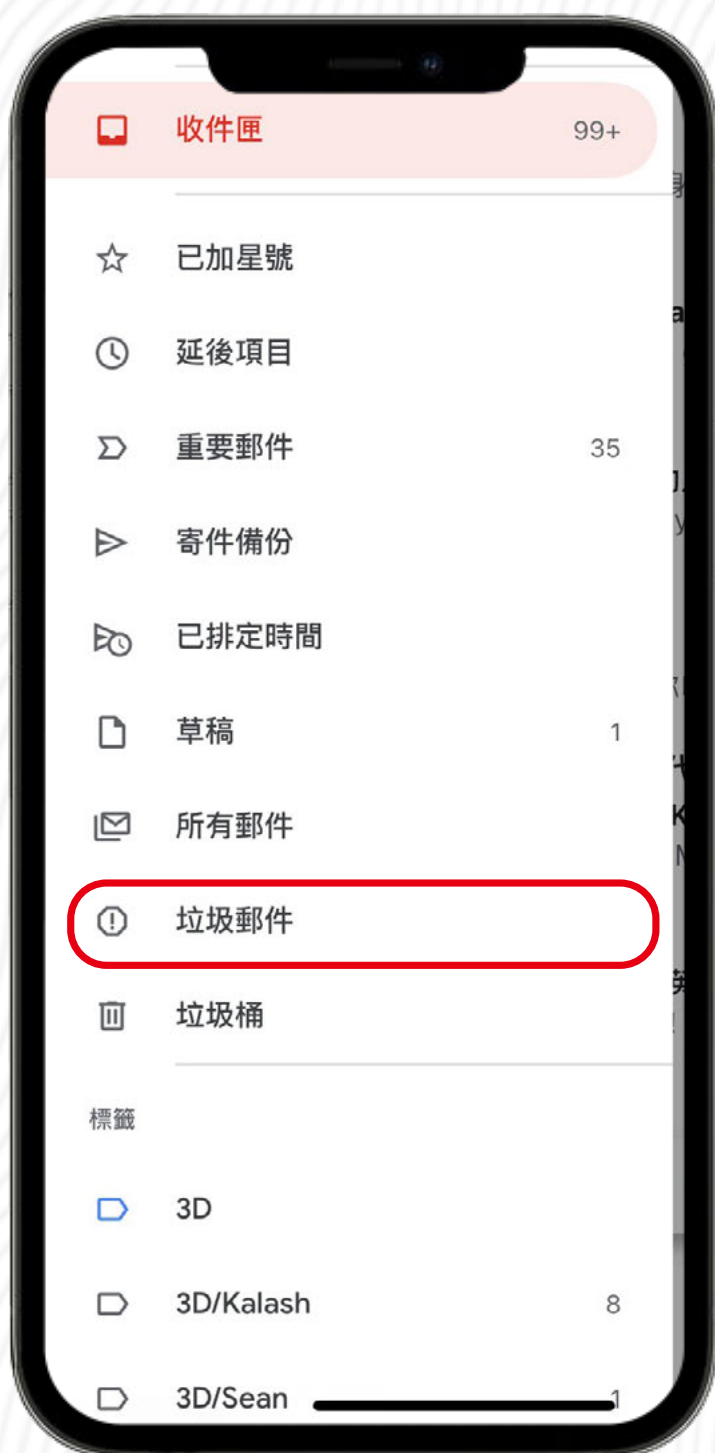 收件匣 99+
已加星號
延後項目
重要郵件 35
寄件備份
已排定時間
草稿 1
所有郵件
垃圾郵件
垃圾桶
標籤
3D
3D/Kalash 8
3D/Sean 1